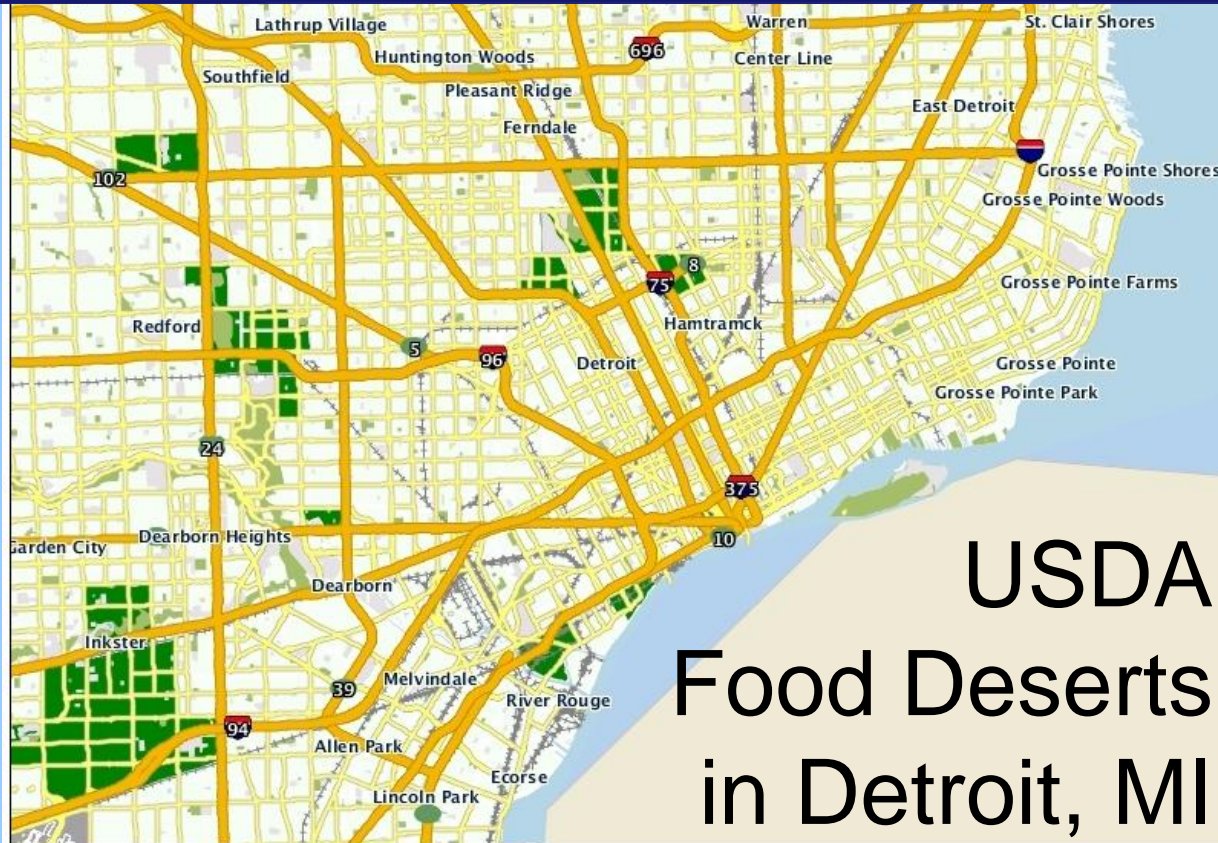 Lathrup Village
Warren
St. Clair Shores
696
Huntington Woods
Center Line
Southfield
Pleasant Ridge
East Detroit
Ferndale
102
Grosse Pointe Shores
Grosse Pointe Woods
8
75
Grosse Pointe Farms
Redford
Hamtramck
5
96
Detroit
Grosse Pointe
Grosse Pointe Park
24
375
Dearborn Heights
10
Garden City
Dearborn
USDA
Inkster
Food Deserts
39
Melvindale
River Rouge
94
Allen Park
Ecorse
in Detroit, MI
Lincoln Park